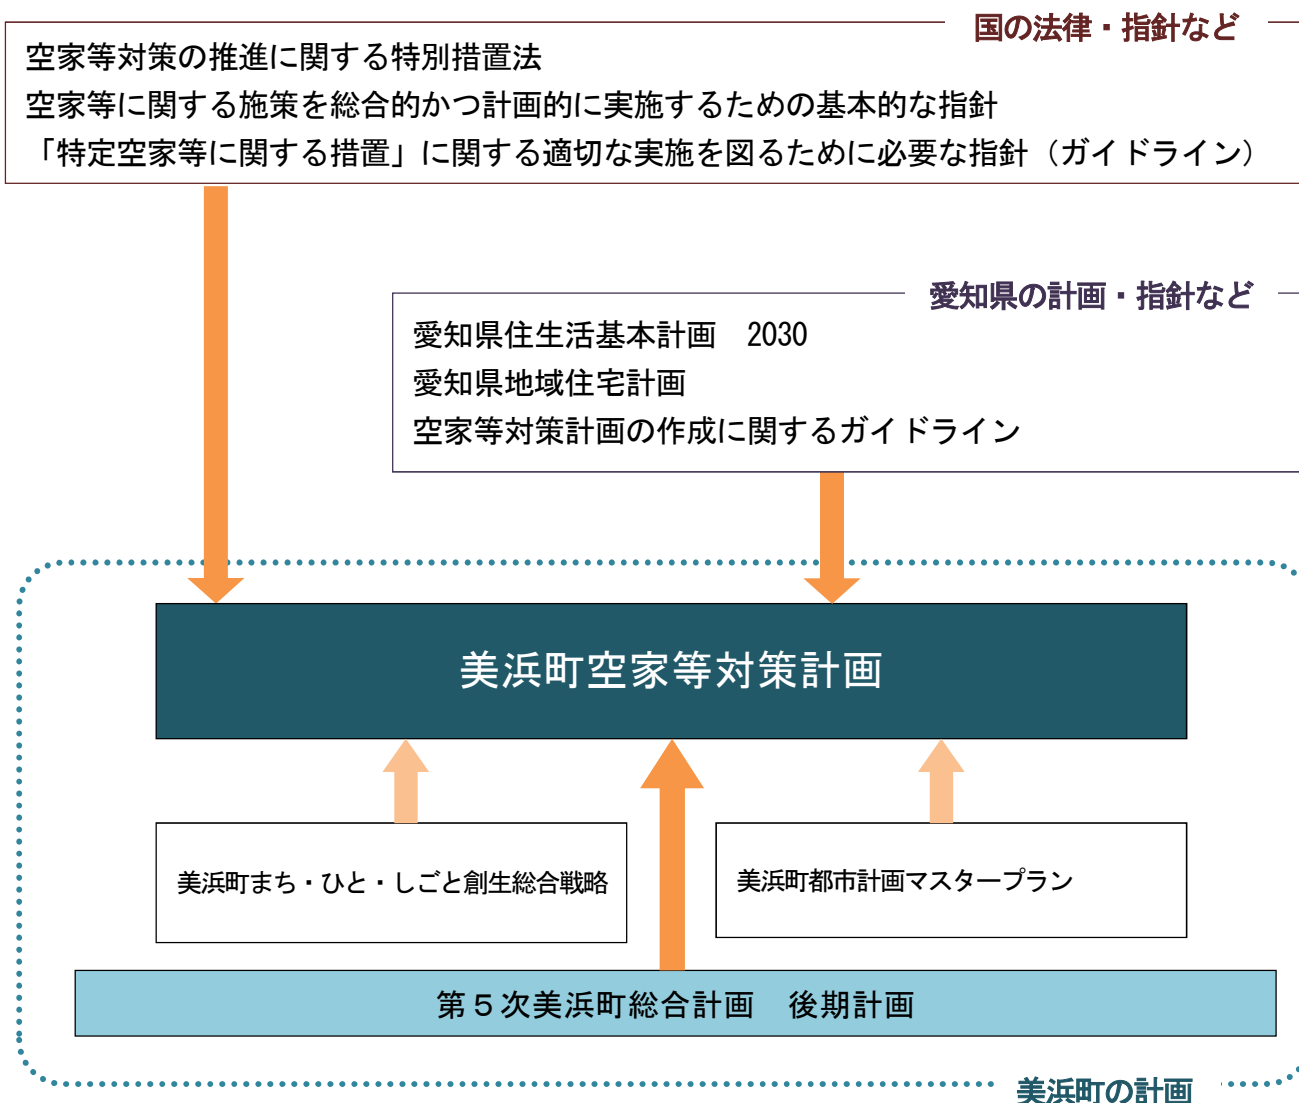 国の法律・指針など
空家等対策の推進に関する特別措置法
空家等に関する施策を総合的かつ計画的に実施するための基本的な指針
「特定空家等に関する措置」に関する適切な実施を図るために必要な指針（ガイドライン）
愛知県の計画・指針など
愛知県住生活基本計画　2030
愛知県地域住宅計画
空家等対策計画の作成に関するガイドライン
美浜町空家等対策計画
美浜町まち・ひと・しごと創生総合戦略
美浜町都市計画マスタープラン
第５次美浜町総合計画　後期計画
美浜町の計画